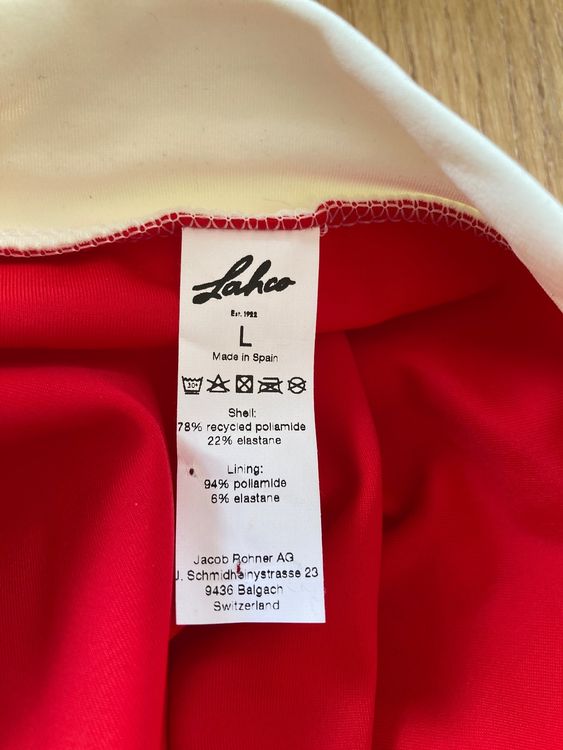 Lahco
Est. 1922
L
Made in Spain
30°
Shell:
78% recycled poliamide
22% elastane
Lining:
94% poliamide
6% elastane
Jacob Rohner AG
J. Schmidheinystrasse 23
9436 Balgach
Switzerland